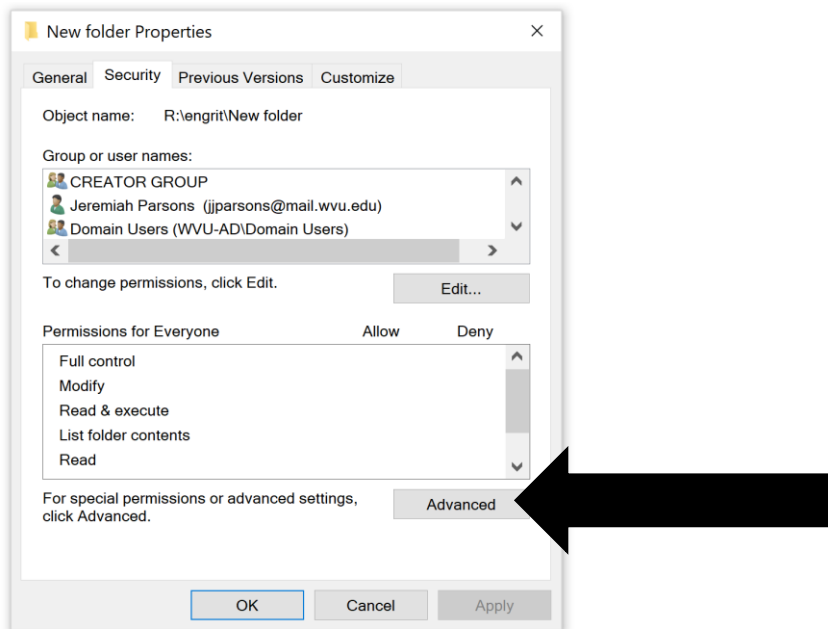 New folder Properties
General Security Previous Versions Customize
Object name: R:\engrit\New folder
Group or user names:
CREATOR GROUP
Jeremiah Parsons (jjparsons@mail.wvu.edu)
Domain Users (WVU-AD\Domain Users)
To change permissions, click Edit.
Edit...
Permissions for Everyone Allow Deny
Full control
Modify
Read & execute
List folder contents
Read
For special permissions or advanced settings,
click Advanced.
Advanced
OK Cancel Apply